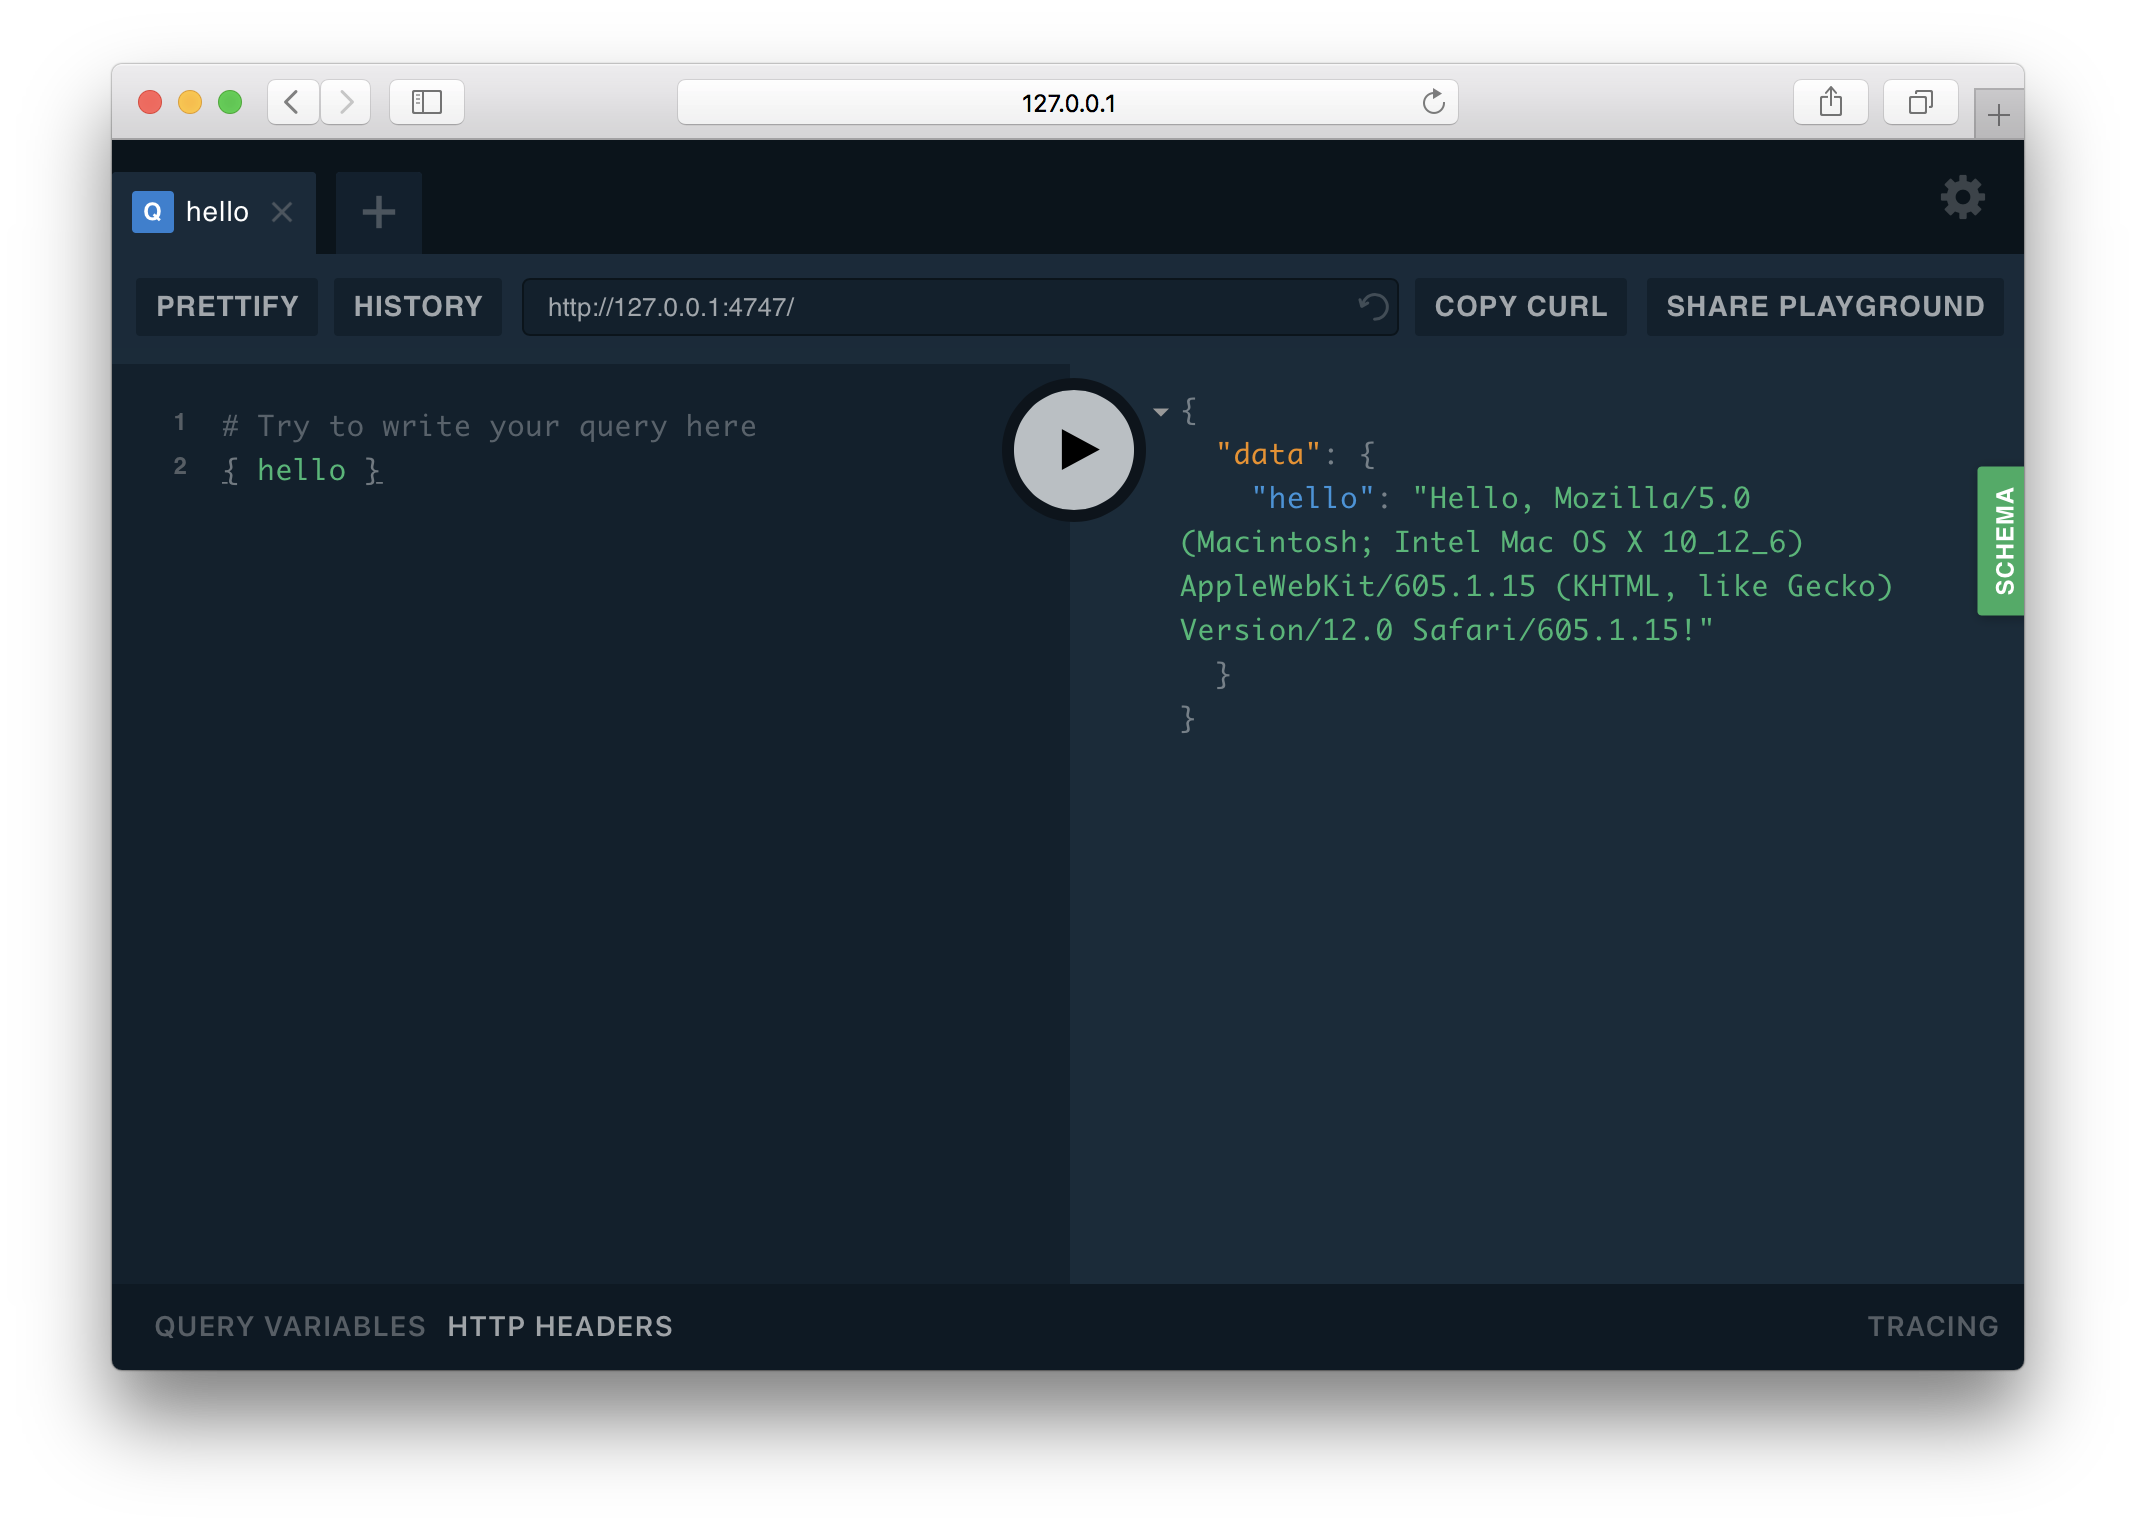 127.0.0.1
Q hello
PRETTIFY HISTORY http://127.0.0.1:4747/ COPY CURL SHARE PLAYGROUND
1 # Try to write your query here
2 { hello }
{
"data": {
"hello": "Hello, Mozilla/5.0
(Macintosh; Intel Mac OS X 10_12_6)
AppleWebKit/605.1.15 (KHTML, like Gecko)
Version/12.0 Safari/605.1.15!"
}
}
SCHEMA
QUERY VARIABLES HTTP HEADERS TRACING